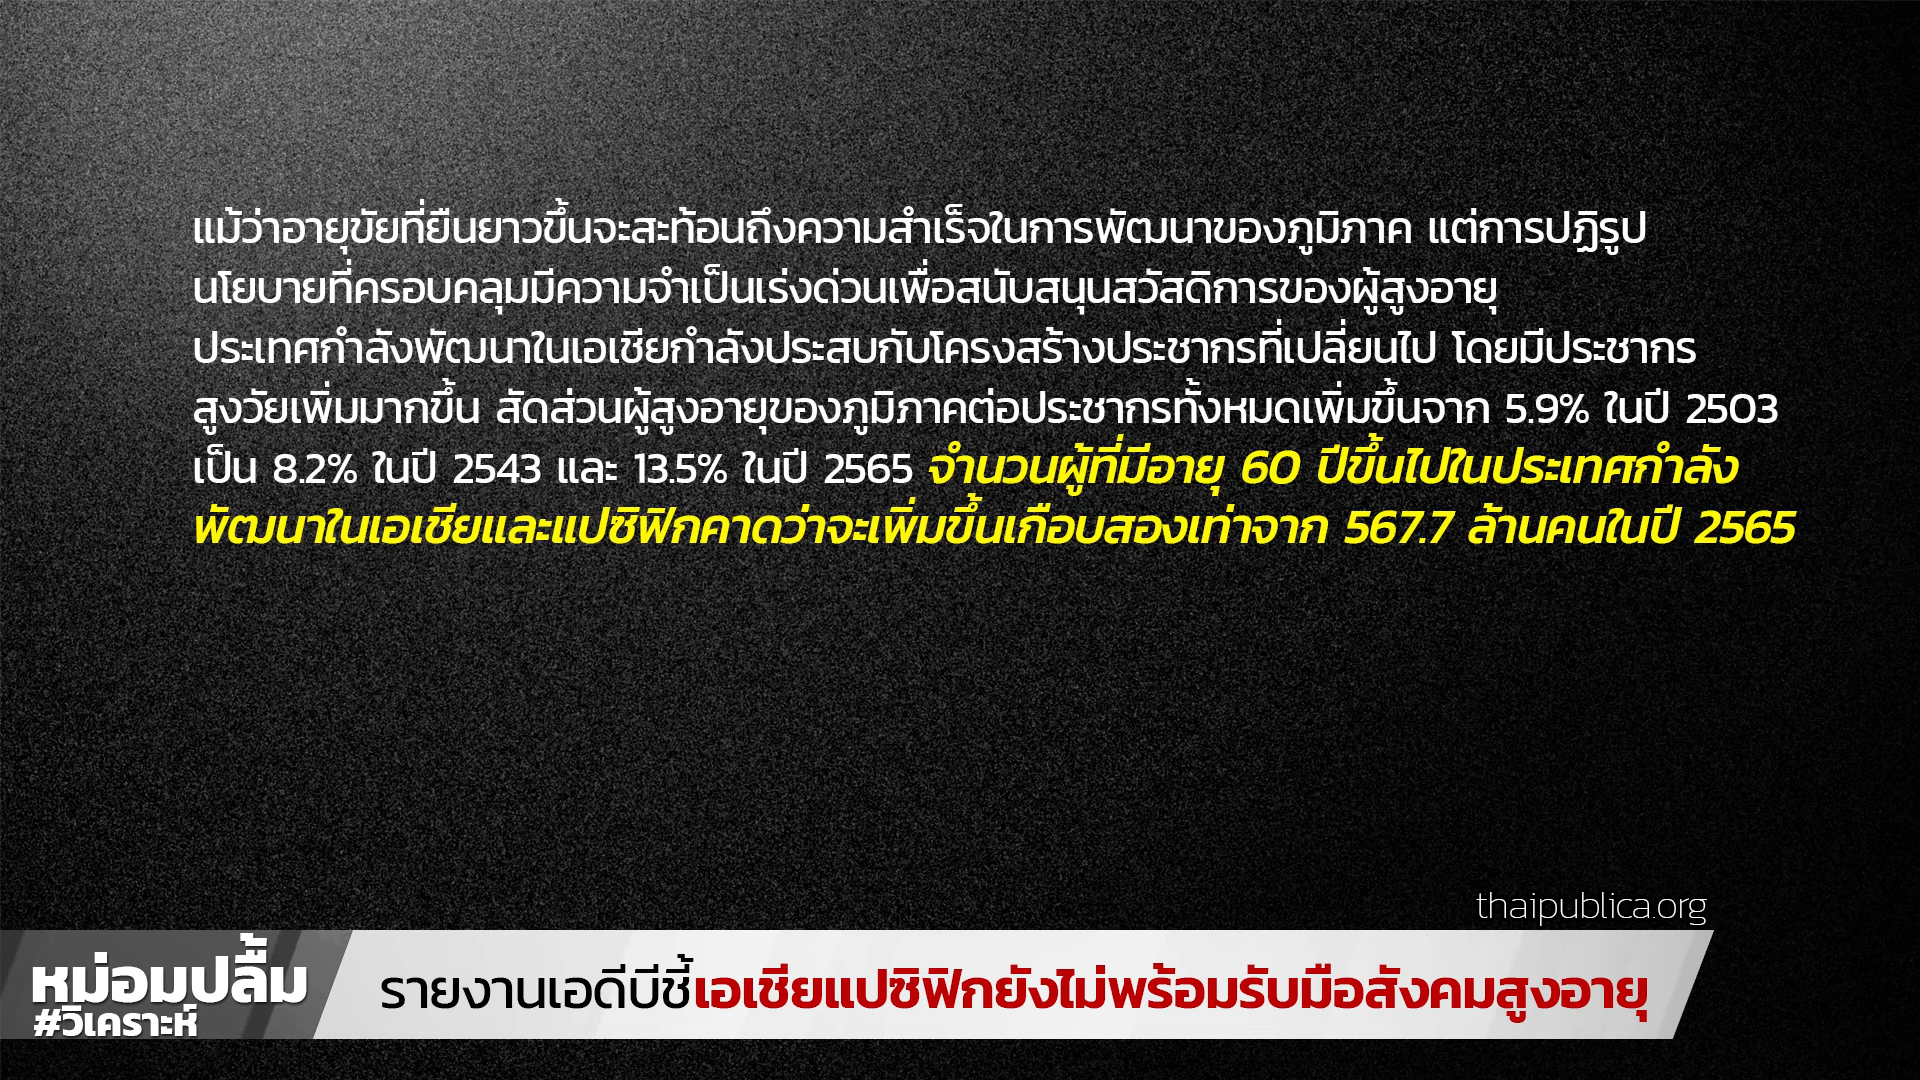 แม้ว่าอายุขัยที่ยืนยาวขึ้นจะสะท้อนถึงความสำเร็จในการพัฒนาของภูมิภาค แต่การปฏิรูป
นโยบายที่ครอบคลุมมีความจำเป็นเร่งด่วนเพื่อสนับสนุนสวัสดิการของผู้สูงอายุ
ประเทศกำลังพัฒนาในเอเชียกำลังประสบกับโครงสร้างประชากรที่เปลี่ยนไป โดยมีประชากร
สูงวัยเพิ่มมากขึ้น สัดส่วนผู้สูงอายุของภูมิภาคต่อประชากรทั้งหมดเพิ่มขึ้นจาก 5.9% ในปี 2503
เป็น 8.2% ในปี 2543 และ 13.5% ในปี 2565 จำนวนผู้ที่มีอายุ 60 ปีขึ้นไปในประเทศกำลัง
พัฒนาในเอเชียและแปซิฟิกคาดว่าจะเพิ่มขึ้นเกือบสองเท่าจาก 567.7 ล้านคนในปี 2565
thaipublica.org
หม่อมปลื้ม
#วิเคราะห์
รายงานเอดีบีชี้เอเชียแปซิฟิกยังไม่พร้อมรับมือสังคมสูงอายุ